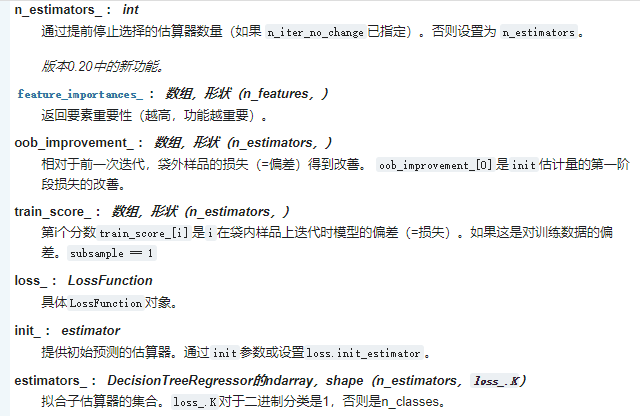 n_estimators_ : int
通过提前停止选择的估算器数量（如果 n_iter_no_change 已指定）。否则设置为 n_estimators。
版本0.20中的新功能。
feature_importances_ : 数组，形状（n_features，）
返回要素重要性（越高，功能越重要）。
oob_improvement_ : 数组，形状（n_estimators，）
相对于前一次迭代，袋外样品的损失（=偏差）得到改善。 oob_improvement_[0] 是 init 估计量的第一阶
段损失的改善。
train_score_ : 数组，形状（n_estimators，）
第i个分数 train_score_[i] 是 i 在袋内样品上迭代时模型的偏差（=损失）。如果这是对训练数据的偏
差。 subsample == 1
loss_ : LossFunction
具体 LossFunction 对象。
init_ : estimator
提供初始预测的估算器。通过 init 参数或设置 loss.init_estimator 。
estimators_ : DecisionTreeRegressor的ndarray，shape（n_estimators， loss_.K）
拟合子估算器的集合。 loss_.K 对于二进制分类是1，否则是n_classes。